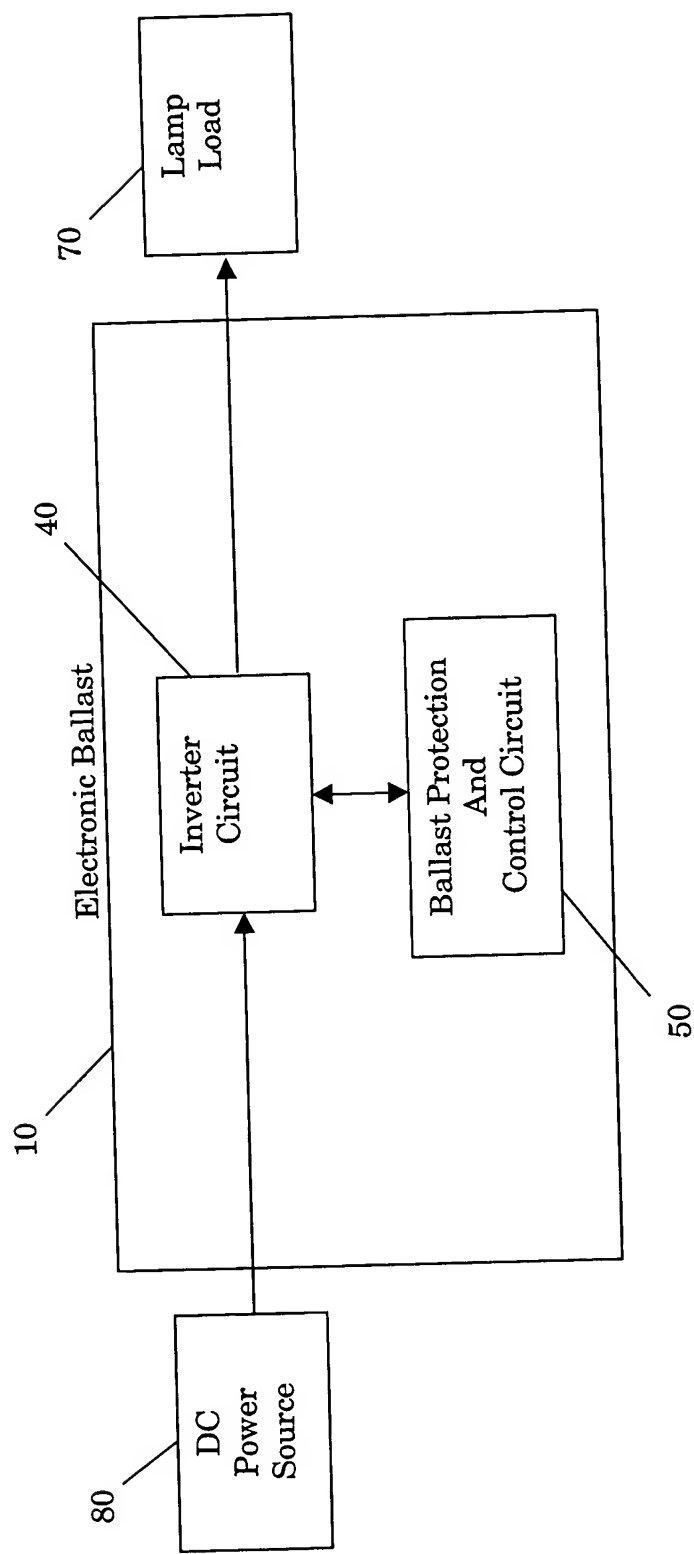 10
Electronic Ballast
40
70
80
DC
Power
Source
Inverter
Circuit
Lamp
Load
Ballast Protection
And
Control Circuit
50